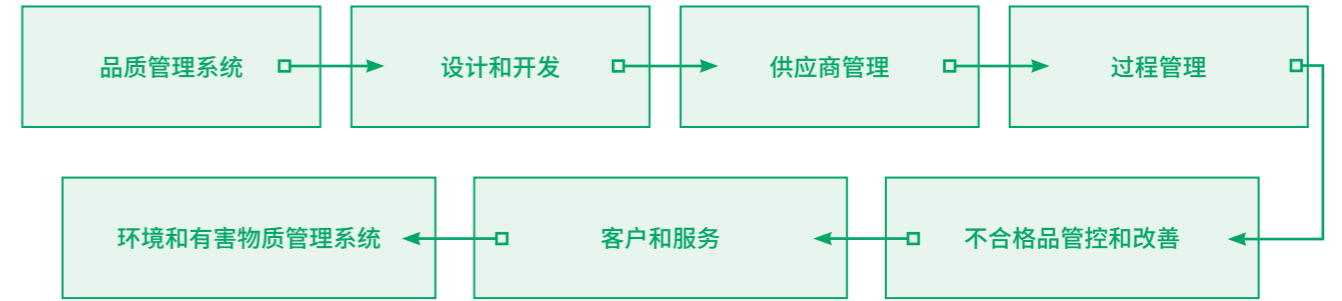 品质管理系统
设计和开发
供应商管理
过程管理
不合格品管控和改善
客户和服务
环境和有害物质管理系统